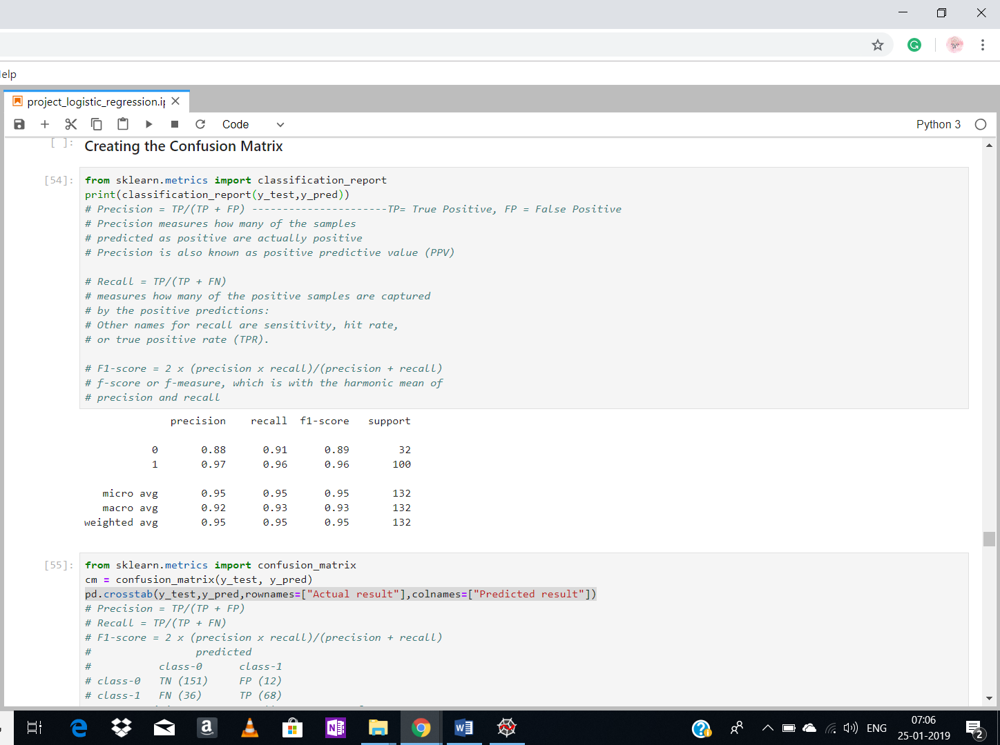 elp
project_logistic_regression.ip
Code
Python 3
[ ]:
Creating the Confusion Matrix
[54]:
from sklearn.metrics import classification_report
print(classification_report(y_test,y_pred))
# Precision = TP/(TP + FP) ----------------------TP= True Positive, FP = False Positive
# Precision measures how many of the samples
# predicted as positive are actually positive
# Precision is also known as positive predictive value (PPV)
# Recall = TP/(TP + FN)
# measures how many of the positive samples are captured
# by the positive predictions:
# Other names for recall are sensitivity, hit rate,
# or true positive rate (TPR).
# F1-score = 2 x (precision x recall)/(precision + recall)
# f-score or f-measure, which is with the harmonic mean of
# precision and recall
precision recall f1-score support
0 0.88 0.91 0.89 32
1 0.97 0.96 0.96 100
micro avg 0.95 0.95 0.95 132
macro avg 0.92 0.93 0.93 132
weighted avg 0.95 0.95 0.95 132
[55]:
from sklearn.metrics import confusion_matrix
cm = confusion_matrix(y_test, y_pred)
pd.crosstab(y_test,y_pred,rownames=["Actual result"],colnames=["Predicted result"])
# Precision = TP/(TP + FP)
# Recall = TP/(TP + FN)
# F1-score = 2 x (precision x recall)/(precision + recall)
# predicted
# class-0 class-1
# class-0 TN (151) FP (12)
# class-1 FN (36) TP (68)
ENG
07:06
25-01-2019
2